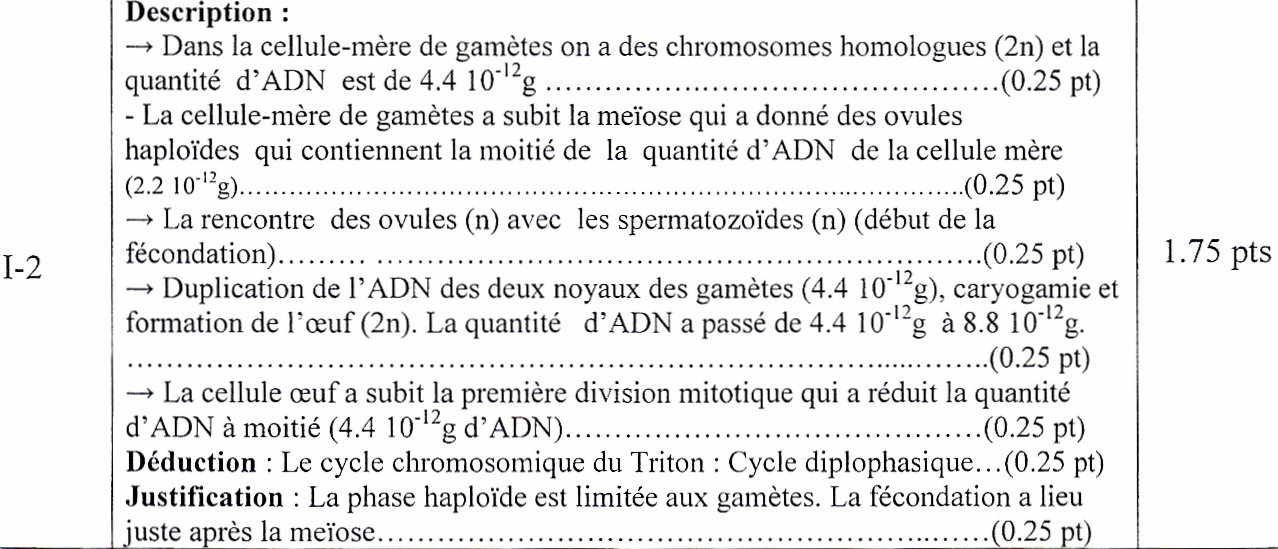 Description :
→ Dans la cellule-mère de gamètes on a des chromosomes homologues (2n) et la
quantité d'ADN est de 4.4 10⁻¹²g ..............................................(0.25 pt)
- La cellule-mère de gamètes a subit la meïose qui a donné des ovules
haploïdes qui contiennent la moitié de la quantité d'ADN de la cellule mère
(2.2 10⁻¹²g)........................................................................................(0.25 pt)
→ La rencontre des ovules (n) avec les spermatozoïdes (n) (début de la
fécondation)......... .............................................................(0.25 pt)
I-2
1.75 pts
→ Duplication de l'ADN des deux noyaux des gamètes (4.4 10⁻¹²g), caryogamie et
formation de l'œuf (2n). La quantité d'ADN a passé de 4.4 10⁻¹²g à 8.8 10⁻¹²g.
........................................................................................(0.25 pt)
→ La cellule œuf a subit la première division mitotique qui a réduit la quantité
d'ADN à moitié (4.4 10⁻¹²g d'ADN)..........................................(0.25 pt)
Déduction : Le cycle chromosomique du Triton : Cycle diplophasique...(0.25 pt)
Justification : La phase haploïde est limitée aux gamètes. La fécondation a lieu
juste après la meïose..............................................................(0.25 pt)